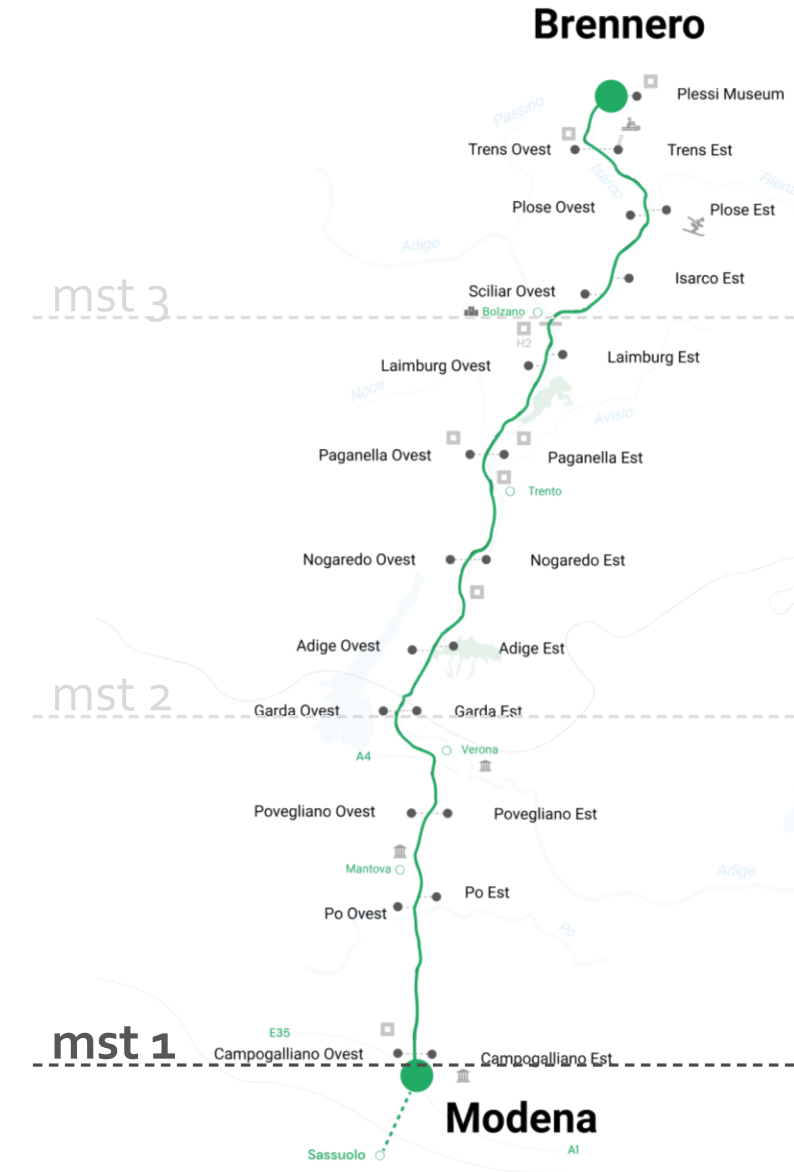 Brennero
Plessi Museum
Passirio
Trens Ovest
Trens Est
Isarco
Plose Ovest
Plose Est
Adige
Isarco Est
Sciliar Ovest
mst 3
Bolzano
H2
Laimburg Ovest
Laimburg Est
Noce
Avisio
Paganella Ovest
Paganella Est
Trento
Nogaredo Ovest
Nogaredo Est
Adige Ovest
Adige Est
mst 2
Garda Ovest
Garda Est
Verona
A4
Povegliano Ovest
Povegliano Est
Mantova
Adige
Po Est
Po Ovest
Po
E35
mst 1
Campogalliano Ovest
Campogalliano Est
Modena
Sassuolo
A1